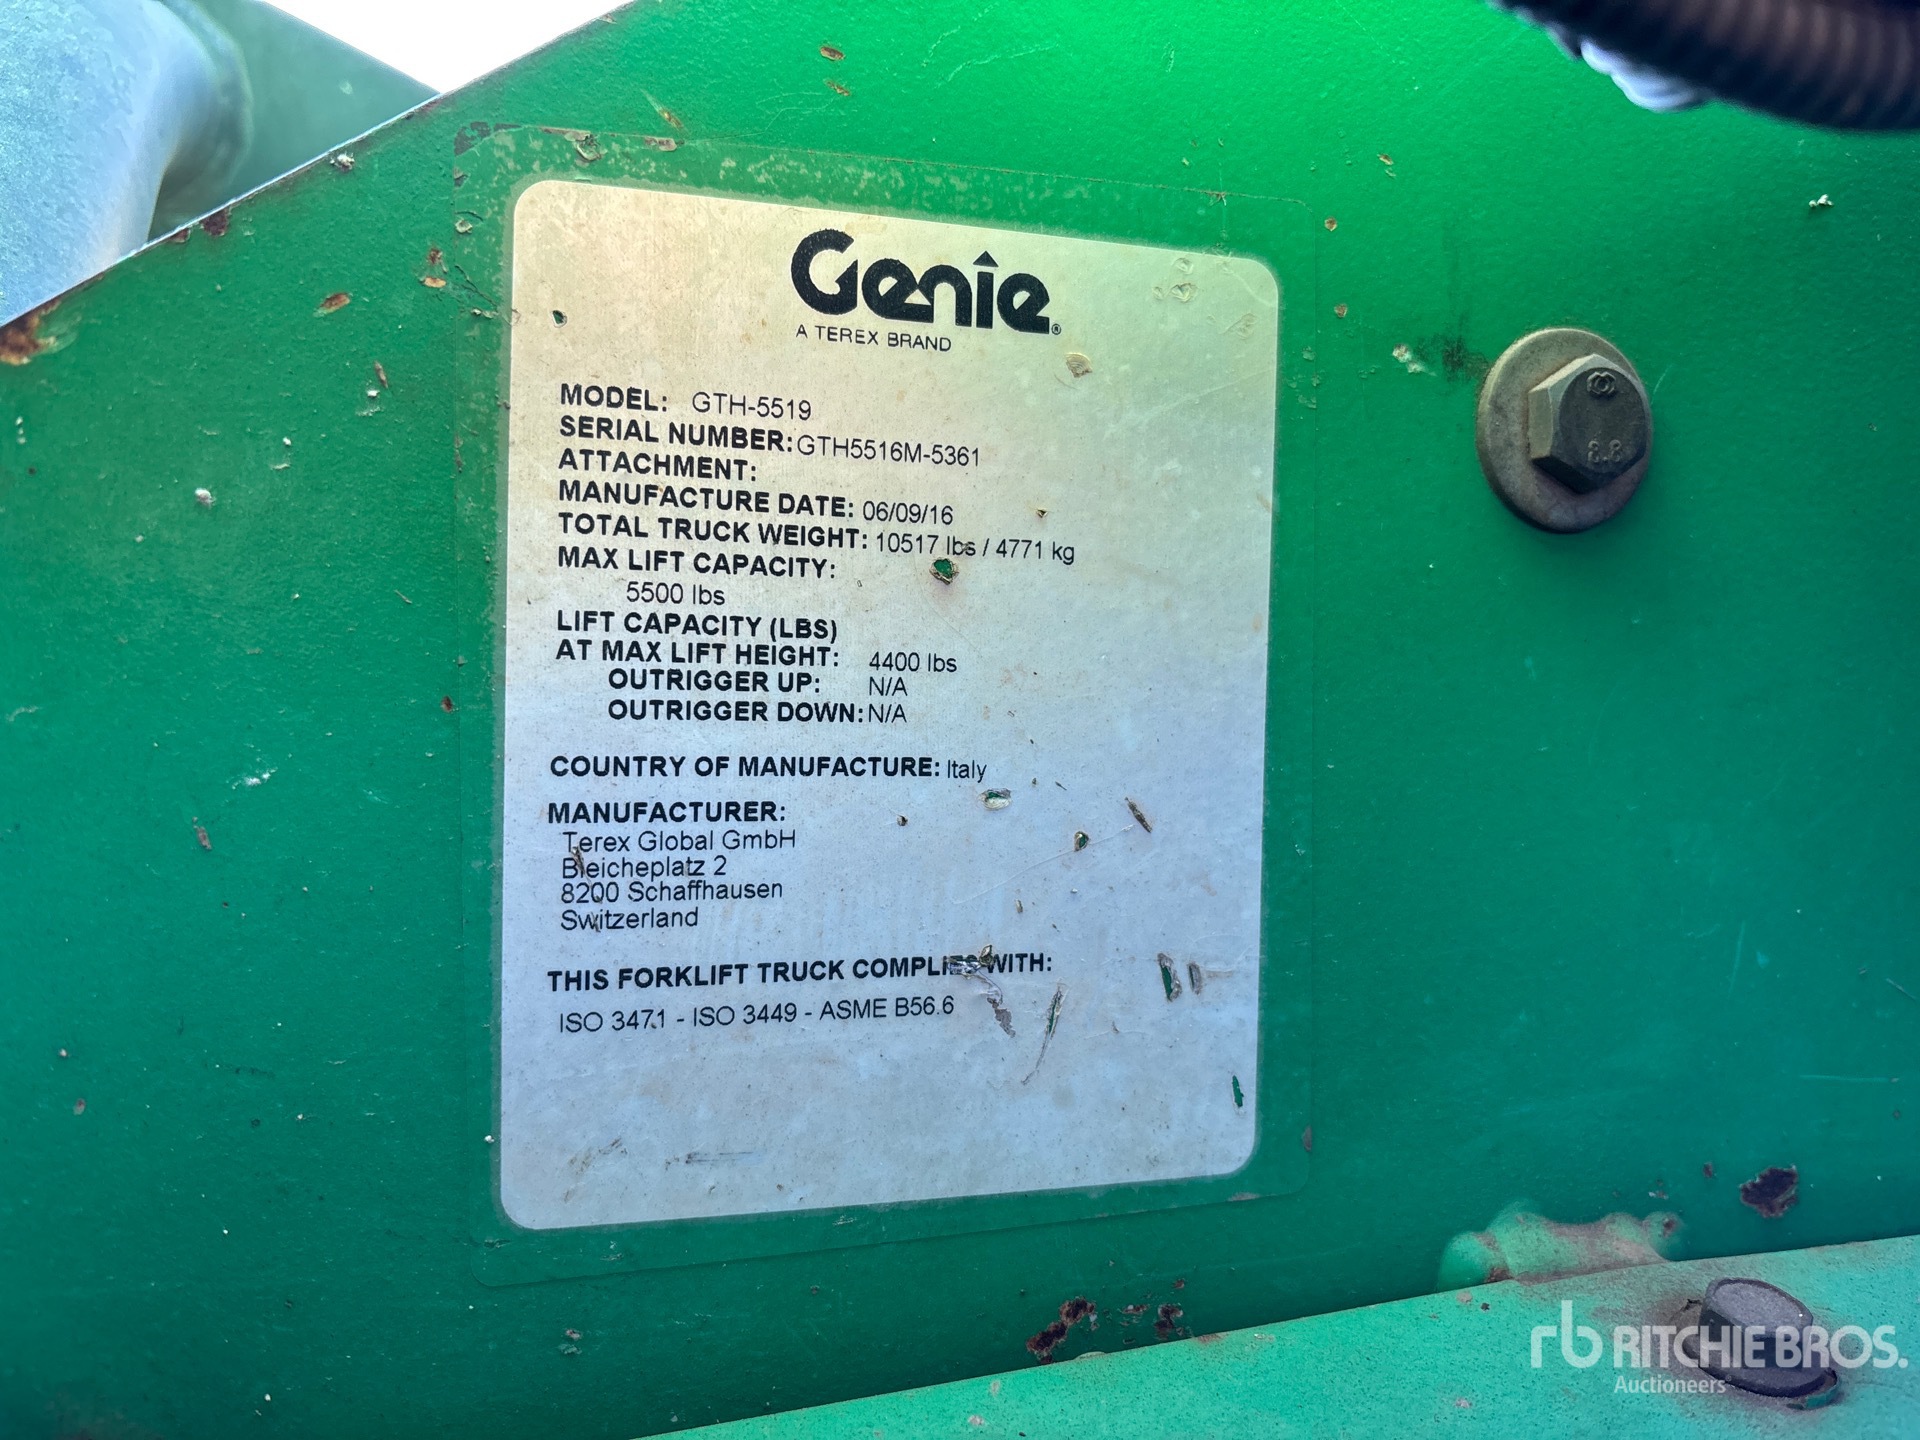 Genie®
A TEREX BRAND
MODEL: GTH-5519
SERIAL NUMBER: GTH5516M-5361
ATTACHMENT:
MANUFACTURE DATE: 06/09/16
TOTAL TRUCK WEIGHT: 10517 lbs / 4771 kg
MAX LIFT CAPACITY:
5500 lbs
LIFT CAPACITY (LBS)
AT MAX LIFT HEIGHT: 4400 lbs
OUTRIGGER UP: N/A
OUTRIGGER DOWN: N/A
COUNTRY OF MANUFACTURE: Italy
MANUFACTURER:
Terex Global GmbH
Bleicheplatz 2
8200 Schaffhausen
Switzerland
THIS FORKLIFT TRUCK COMPLIES WITH:
ISO 3471 - ISO 3449 - ASME B56.6
8.8
rb RITCHIE BROS.
Auctioneers